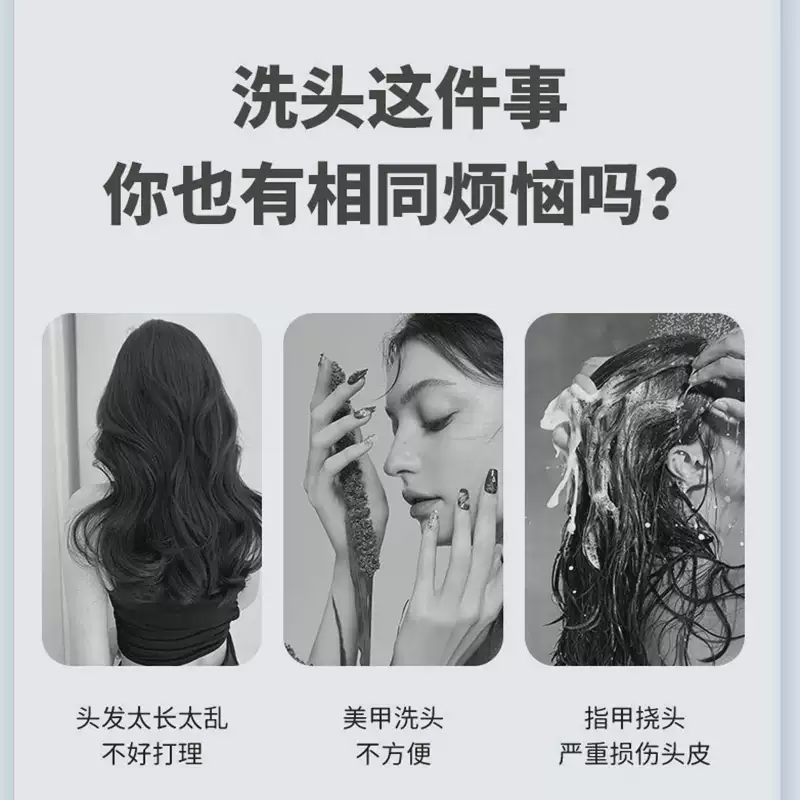 洗头这件事
你也有相同烦恼吗？
头发太长太乱
不好打理
美甲洗头
不方便
指甲挠头
严重损伤头皮